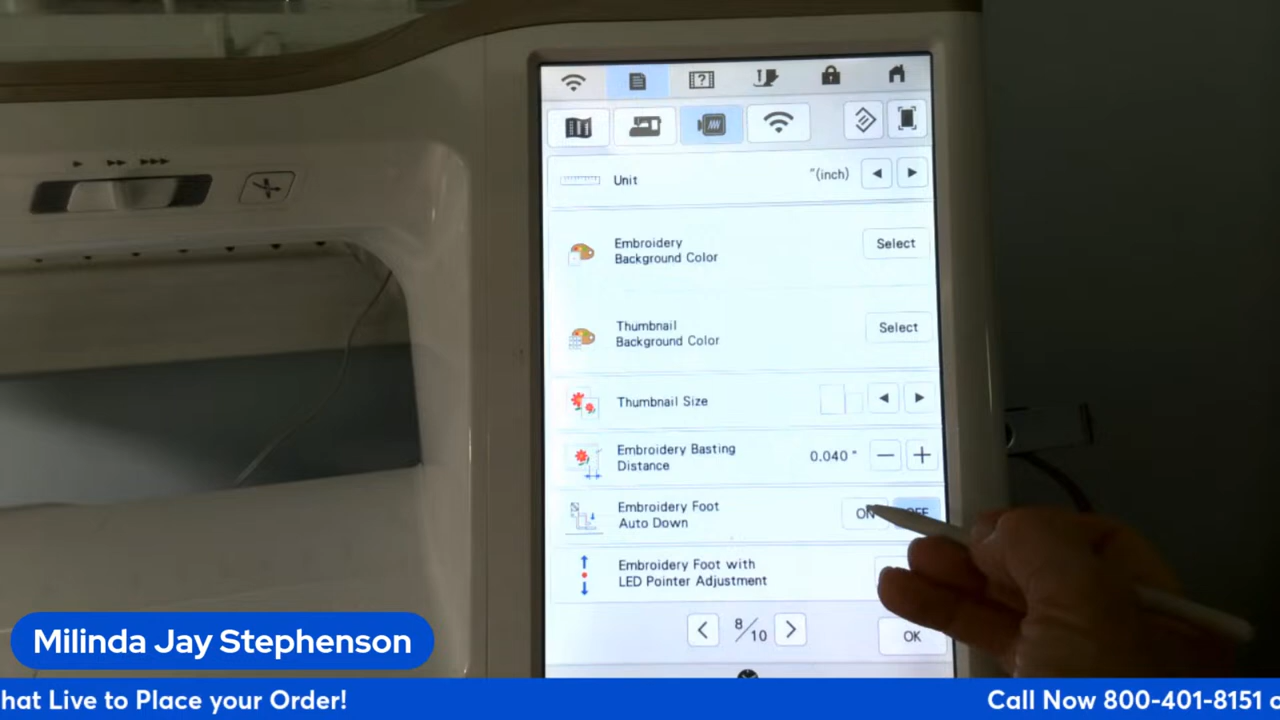 Unit
"(inch)
Embroidery
Background Color
Select
Thumbnail
Background Color
Select
Thumbnail Size
Embroidery Basting
Distance
0.040 "
Embroidery Foot
Auto Down
ON
OFF
Embroidery Foot with
LED Pointer Adjustment
8/10
OK
Milinda Jay Stephenson
hat Live to Place your Order!
Call Now 800-401-8151 o